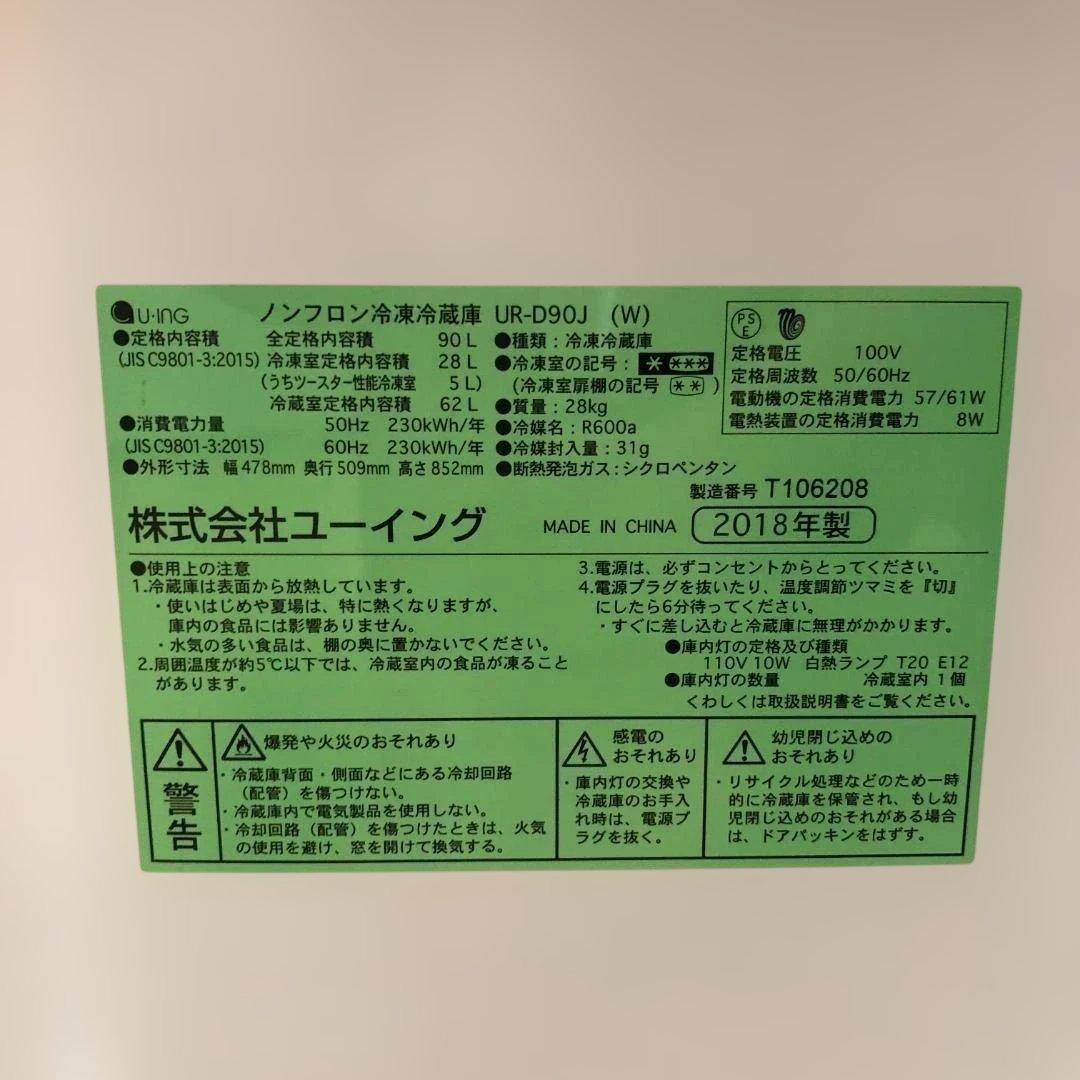 U-ING ノンフロン冷凍冷蔵庫 UR-D90J (W)
●定格内容積 全定格内容積 90 L
(JIS C9801-3:2015) 冷凍室定格内容積 28 L
(うちツースター性能冷凍室 5 L)
冷蔵室定格内容積 62 L
●消費電力量 50Hz 230kWh/年
(JIS C9801-3:2015) 60Hz 230kWh/年
●外形寸法 幅 478mm 奥行 509mm 高さ 852mm
●種類:冷凍冷蔵庫
●冷凍室の記号: * ***
(冷凍室扉棚の記号 ** )
●質量:28kg
●冷媒名:R600a
●冷媒封入量:31g
●断熱発泡ガス:シクロペンタン
PS
E
定格電圧 100V
定格周波数 50/60Hz
電動機の定格消費電力 57/61W
電熱装置の定格消費電力 8W
製造番号 T106208
株式会社ユーイング MADE IN CHINA 2018年製
●使用上の注意
1.冷蔵庫は表面から放熱しています。
・使いはじめや夏場は、特に熱くなりますが、
庫内の食品には影響ありません。
・水気の多い食品は、棚の奥に置かないでください。
2.周囲温度が約5℃以下では、冷蔵室内の食品が凍ること
があります。
3.電源は、必ずコンセントからとってください。
4.電源プラグを抜いたり、温度調節ツマミを『切』
にしたら6分待ってください。
・すぐに差し込むと冷蔵庫に無理がかかります。
●庫内灯の定格及び種類
110V 10W 白熱ランプ T20 E12
●庫内灯の数量 冷蔵室内 1個
くわしくは取扱説明書をご覧ください。
警告
爆発や火災のおそれあり
・冷蔵庫背面・側面などにある冷却回路
(配管)を傷つけない。
・冷蔵庫内で電気製品を使用しない。
・冷却回路(配管)を傷つけたときは、火気
の使用を避け、窓を開けて換気する。
感電の
おそれあり
・庫内灯の交換や
冷蔵庫のお手入
れ時は、電源プ
ラグを抜く。
幼児閉じ込めの
おそれあり
・リサイクル処理などのため一時
的に冷蔵庫を保管され、もし幼
児閉じ込めのおそれがある場合
は、ドアパッキンをはずす。